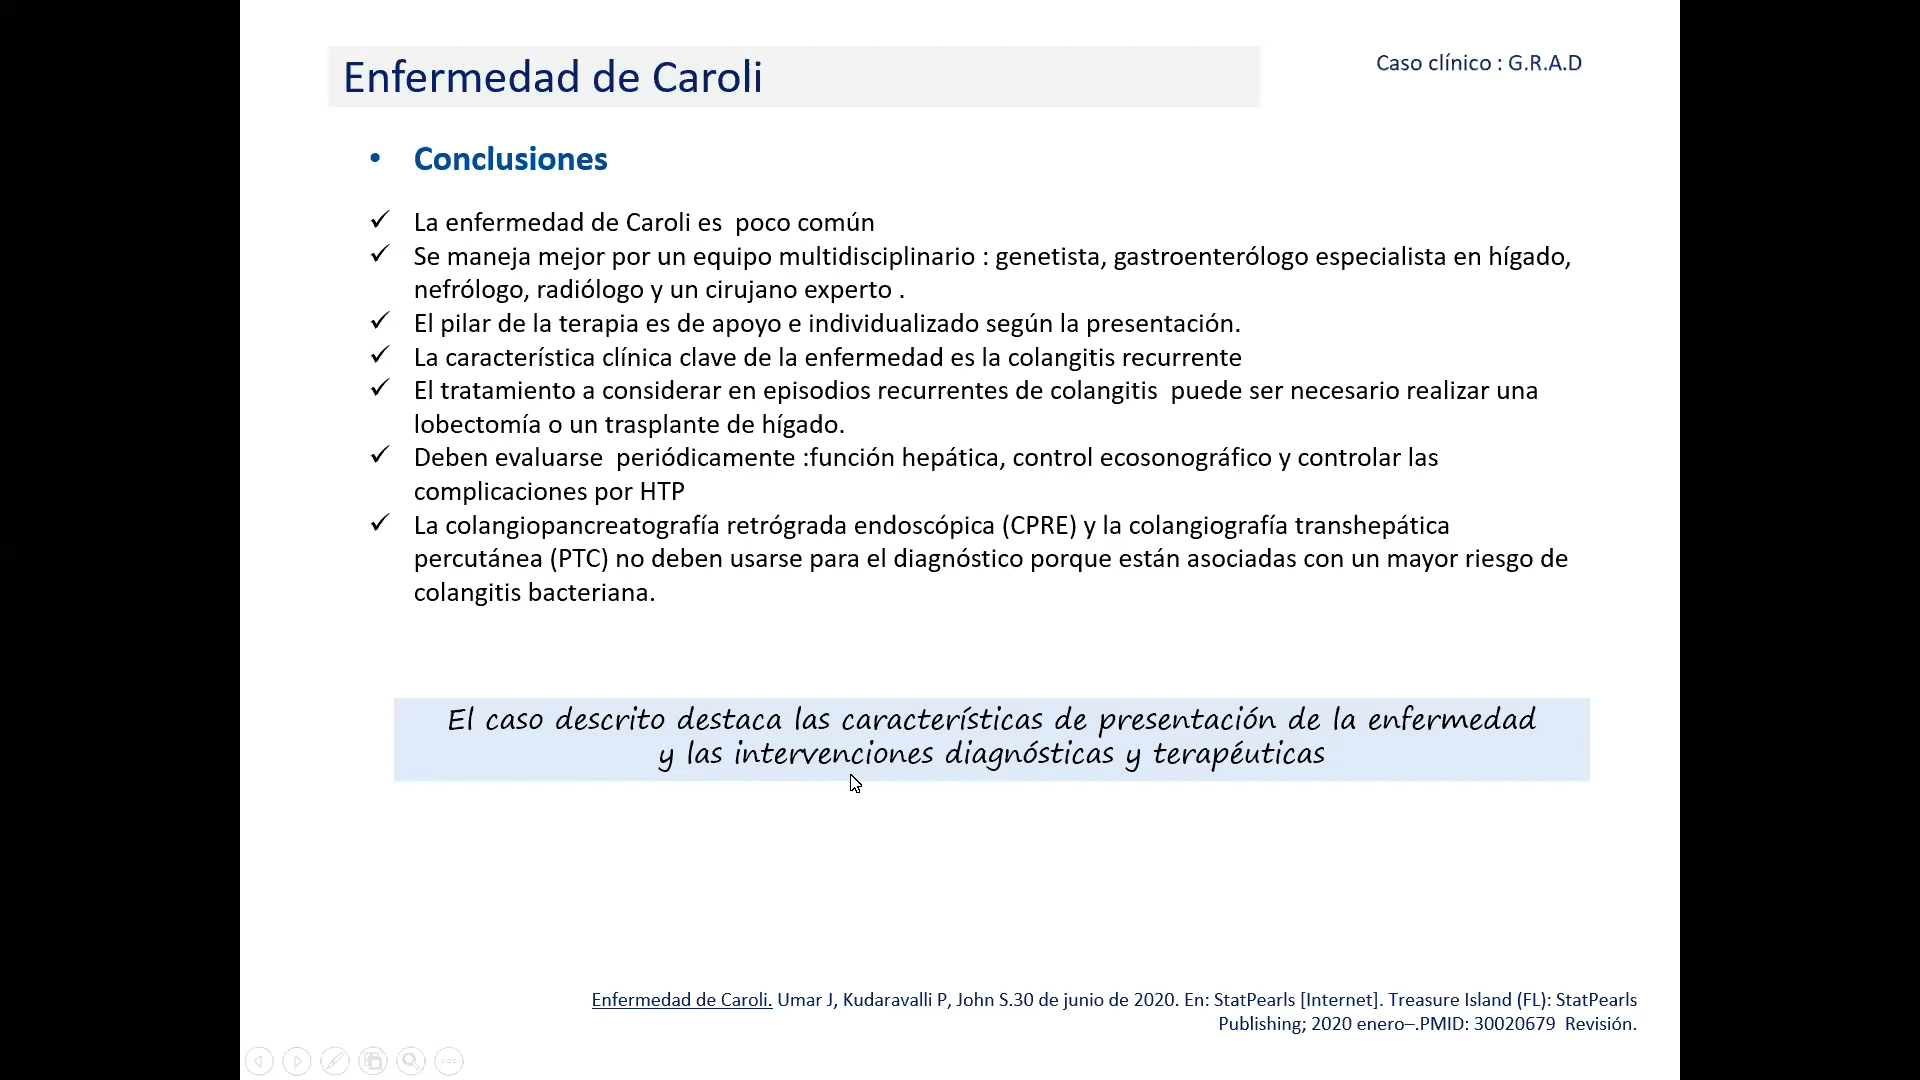 Enfermedad de Caroli
Caso clínico : G.R.A.D
• Conclusiones
✓ La enfermedad de Caroli es  poco común
✓ Se maneja mejor por un equipo multidisciplinario : genetista, gastroenterólogo especialista en hígado,
nefrólogo, radiólogo y un cirujano experto .
✓ El pilar de la terapia es de apoyo e individualizado según la presentación.
✓ La característica clínica clave de la enfermedad es la colangitis recurrente
✓ El tratamiento a considerar en episodios recurrentes de colangitis  puede ser necesario realizar una
lobectomía o un trasplante de hígado.
✓ Deben evaluarse  periódicamente :función hepática, control ecosonográfico y controlar las
complicaciones por HTP
✓ La colangiopancreatografía retrógrada endoscópica (CPRE) y la colangiografía transhepática
percutánea (PTC) no deben usarse para el diagnóstico porque están asociadas con un mayor riesgo de
colangitis bacteriana.
El caso descrito destaca las características de presentación de la enfermedad
y las intervenciones diagnósticas y terapéuticas
Enfermedad de Caroli. Umar J, Kudaravalli P, John S.30 de junio de 2020. En: StatPearls [Internet]. Treasure Island (FL): StatPearls
Publishing; 2020 enero–.PMID: 30020679  Revisión.